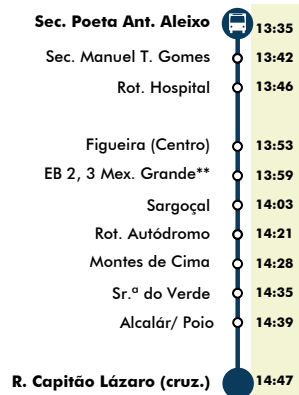 Sec. Poeta Ant. Aleixo 13:35
Sec. Manuel T. Gomes 13:42
Rot. Hospital 13:46
Figueira (Centro) 13:53
EB 2, 3 Mex. Grande** 13:59
Sargoçal 14:03
Rot. Autódromo 14:21
Montes de Cima 14:28
Sr.ª do Verde 14:35
Alcalár/ Poio 14:39
R. Capitão Lázaro (cruz.) 14:47